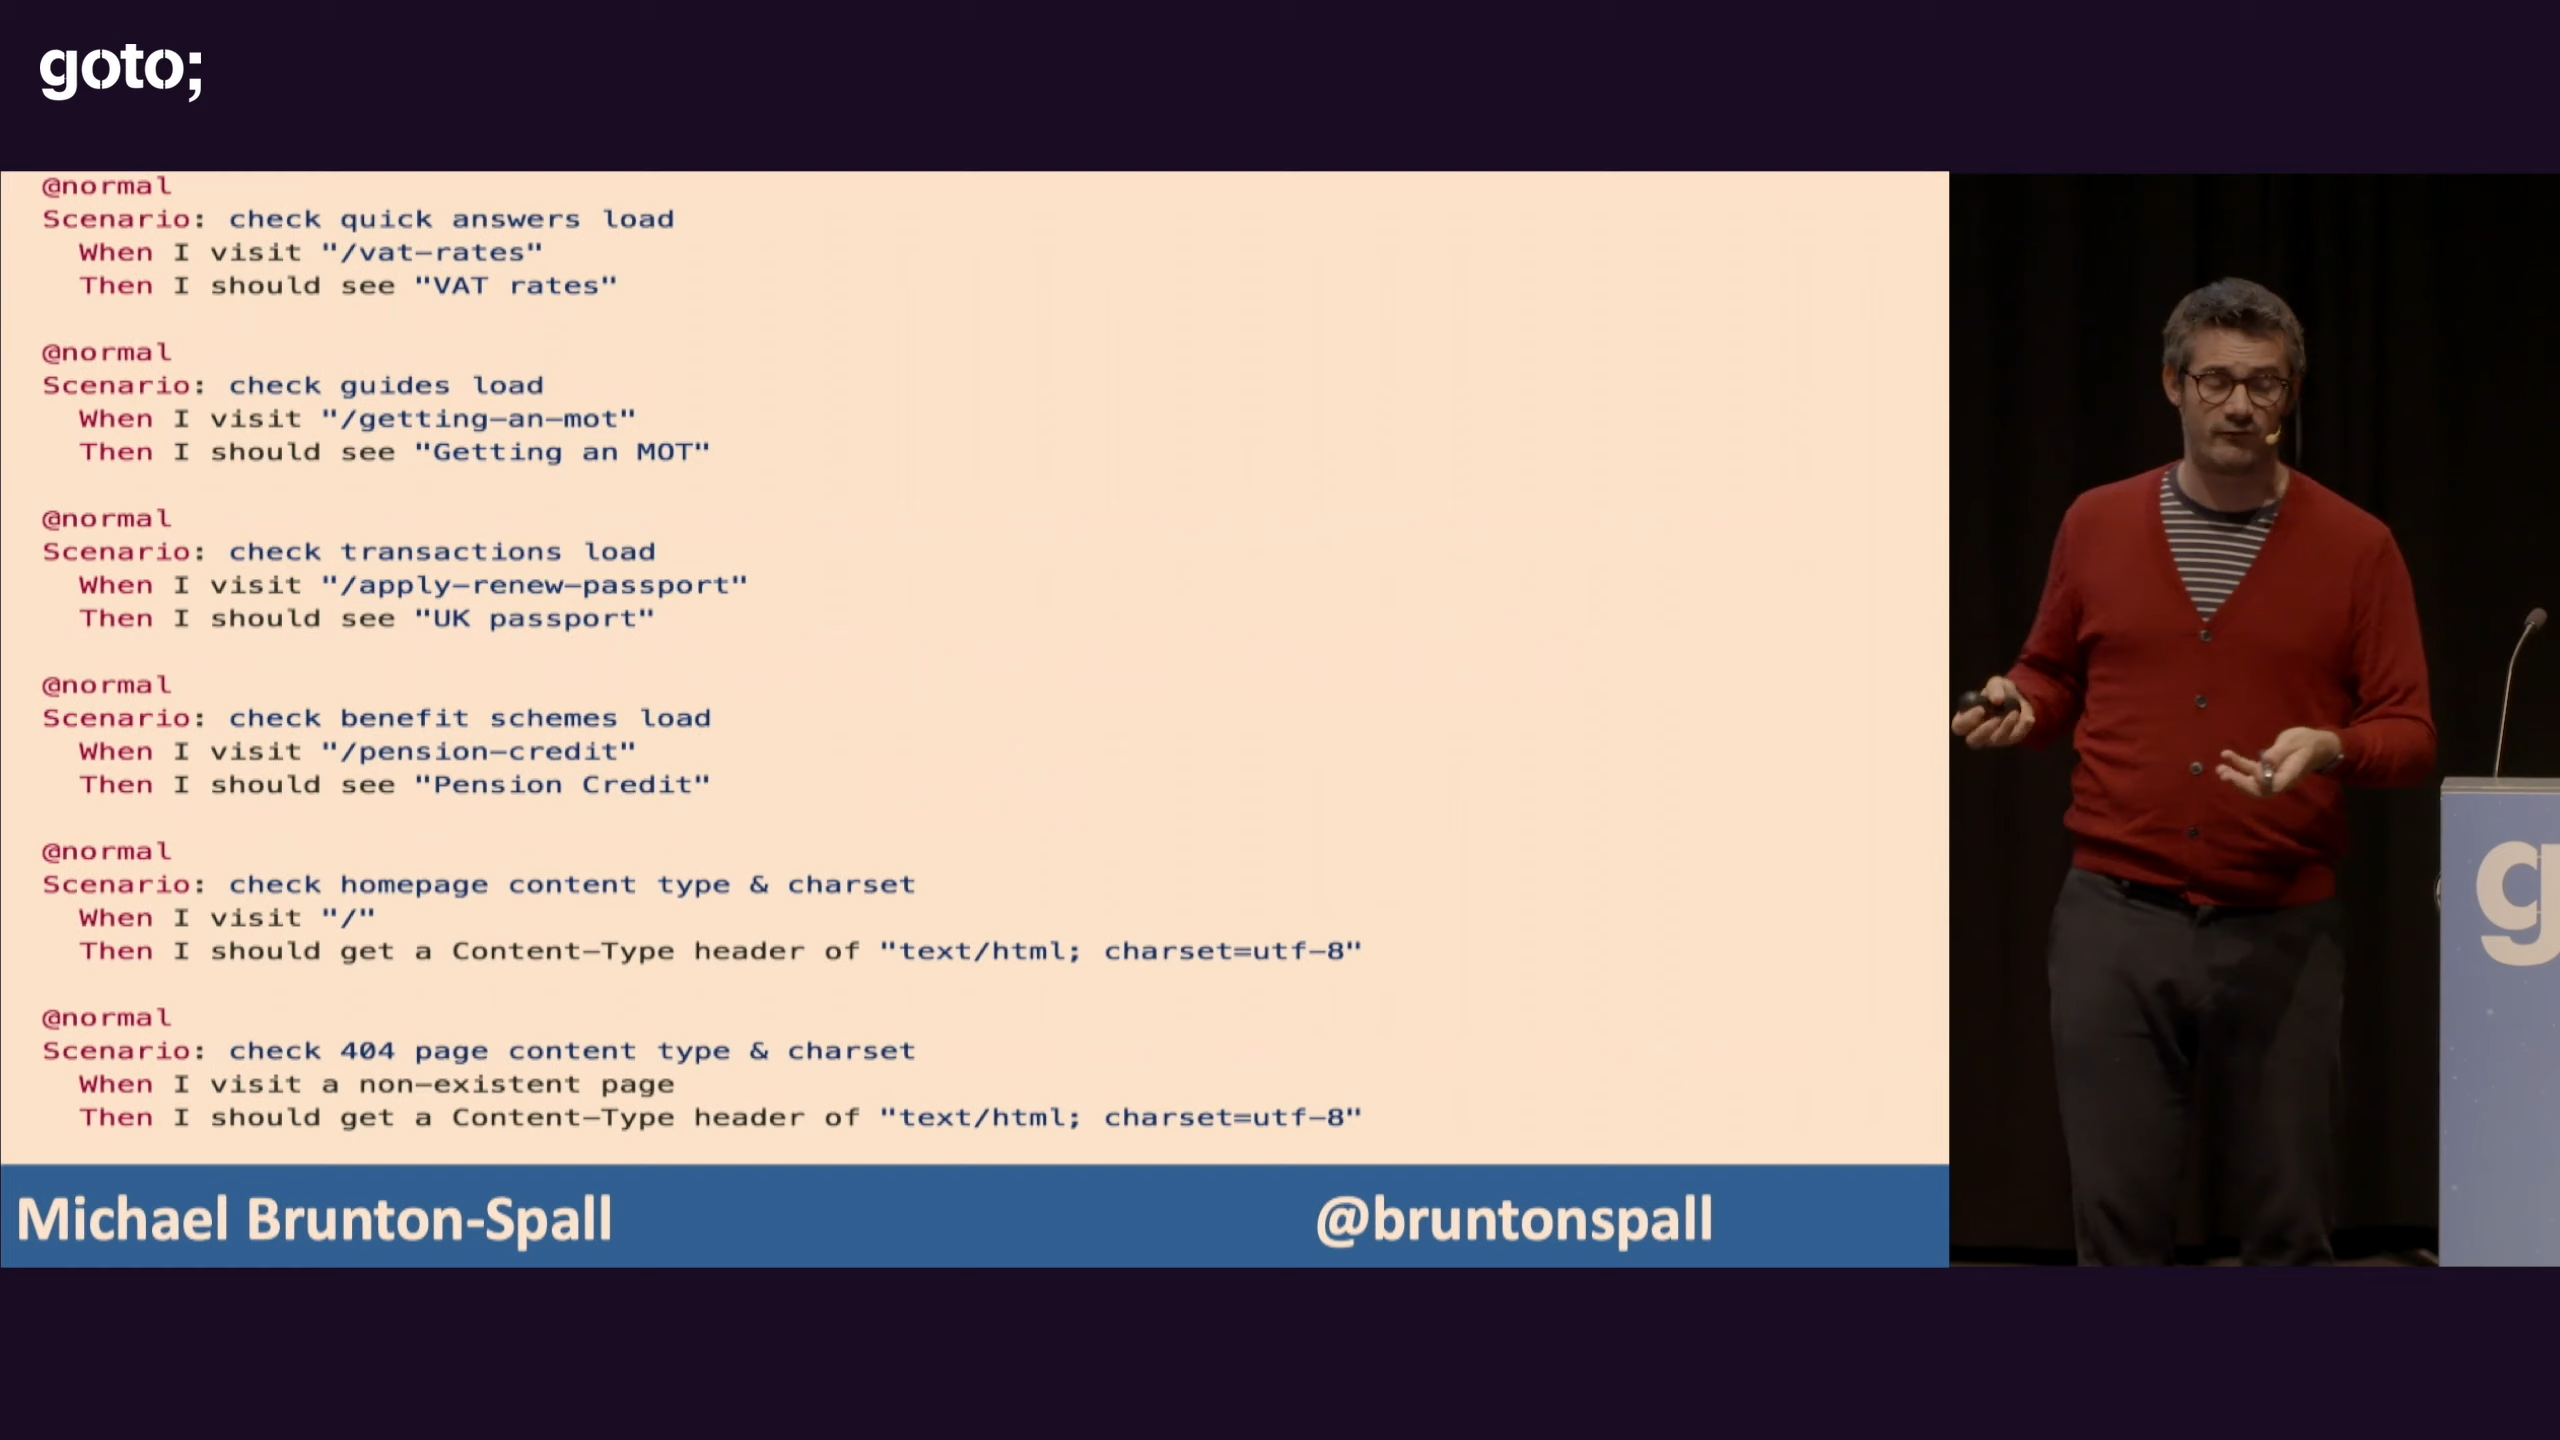 goto;
@normal
Scenario: check quick answers load
When I visit "/vat-rates"
Then I should see "VAT rates"
@normal
Scenario: check guides load
When I visit "/getting-an-mot"
Then I should see "Getting an MOT"
@normal
Scenario: check transactions load
When I visit "/apply-renew-passport"
Then I should see "UK passport"
@normal
Scenario: check benefit schemes load
When I visit "/pension-credit"
Then I should see "Pension Credit"
@normal
Scenario: check homepage content type & charset
When I visit "/"
Then I should get a Content-Type header of "text/html; charset=utf-8"
@normal
Scenario: check 404 page content type & charset
When I visit a non-existent page
Then I should get a Content-Type header of "text/html; charset=utf-8"
Michael Brunton-Spall
@bruntonspall
g